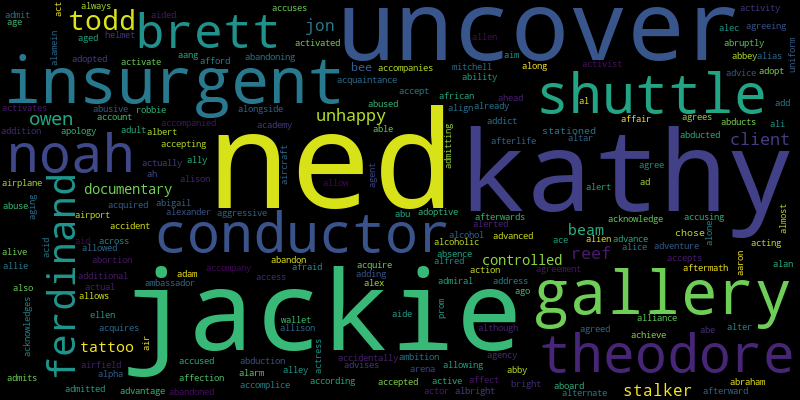 act always aided accuses activity
admit age todd brett jon uncover alec agreeing
aged helmet activated allen aim abruptly
alamein adopted aang afford abandoning bee accompanies mitchell along activist abbey alias
insurgent activate acquaintance ability advice adopt uniform
activates abusive robbie alongside abused accept african align already ahead shuttle al add
owen account unhappy addict affair agrees abducts
addition apology adult albert accompanied academy able admitting stationed abducted ali client
noah accepting ally aircraft ned kathy afterlife altar
actually alison agent allow agree
airplane ah documentary alert ad
abuse aging acquired abigail abu adoptive afterwards acknowledge accusing almost
ferdinand airport alexander aggressive alcohol alerted beam chose
accident conductor alcoholic advanced ace alien advance alone acting
alive acid aid across allowed abandon absence alice adventure
allie abortion afraid alfred controlled reef accepts aftermath aaron alan
additional adam accompany acquire adding action agreement
also actual ambassador access alex admiral address gallery
allows jackie ago alliance
acknowledges ellen wallet aide prom although agreed abe alter
acquires allison achieve
tattoo air alley actress accidentally ambition agency theodore
admits accused abduction advises arena allowing abby
airfield alpha affection alarm according accepted active affect bright aboard abraham
admitted advantage abandoned accomplice actor albright alternate stalker afterward